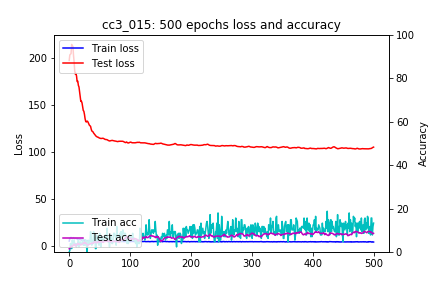 cc3_015: 500 epochs loss and accuracy
Train loss
Test loss
Train acc
Test acc
Loss
Accuracy
200
150
100
50
0
100
80
60
40
20
0
0 100 200 300 400 500